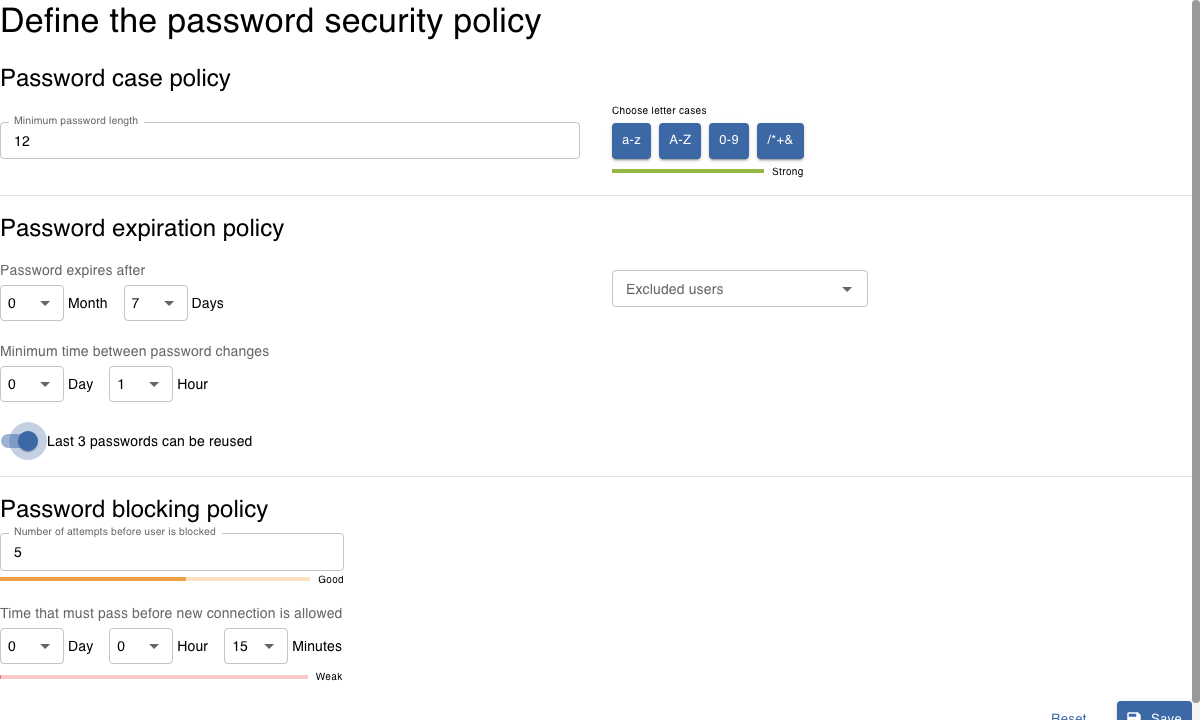 Define the password security policy
Password case policy
Minimum password length
12
Choose letter cases
a-z A-Z 0-9 /*+&
Strong
Password expiration policy
Password expires after
0 Month 7 Days
Excluded users
Minimum time between password changes
0 Day 1 Hour
Last 3 passwords can be reused
Password blocking policy
Number of attempts before user is blocked
5
Good
Time that must pass before new connection is allowed
0 Day 0 Hour 15 Minutes
Weak
Reset Save